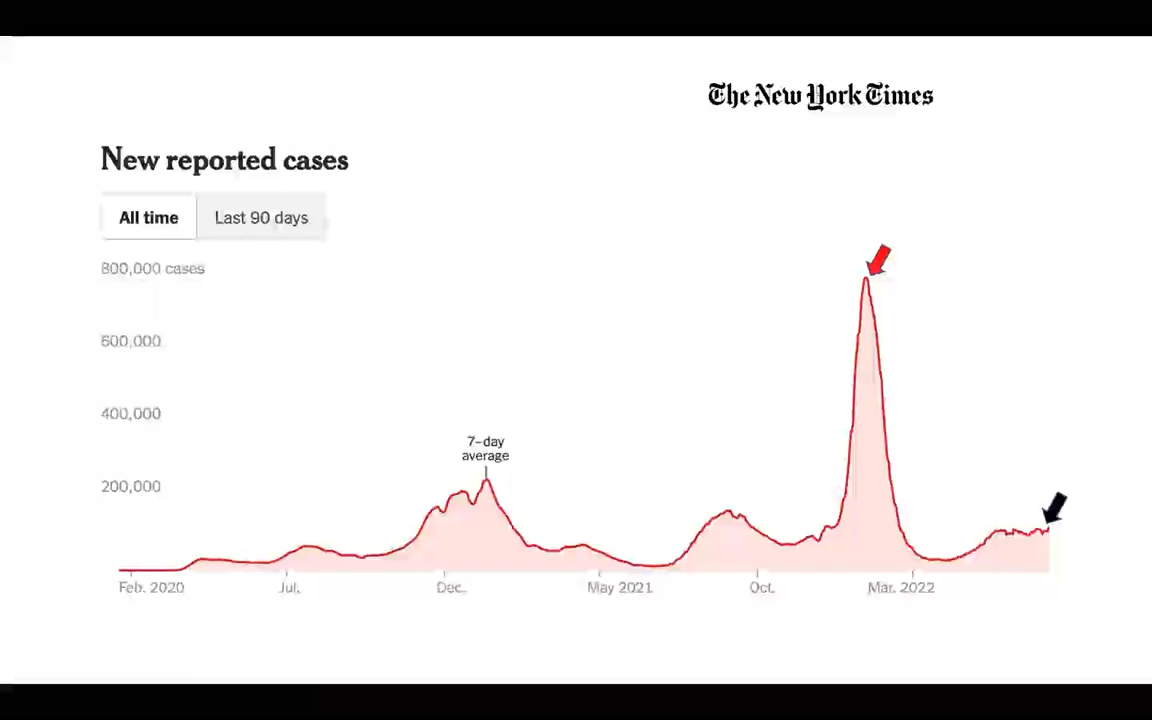 The New York Times
New reported cases
All time
Last 90 days
800,000 cases
600,000
400,000
7–day
average
200,000
Feb. 2020
Jul.
Dec.
May 2021
Oct.
Mar. 2022